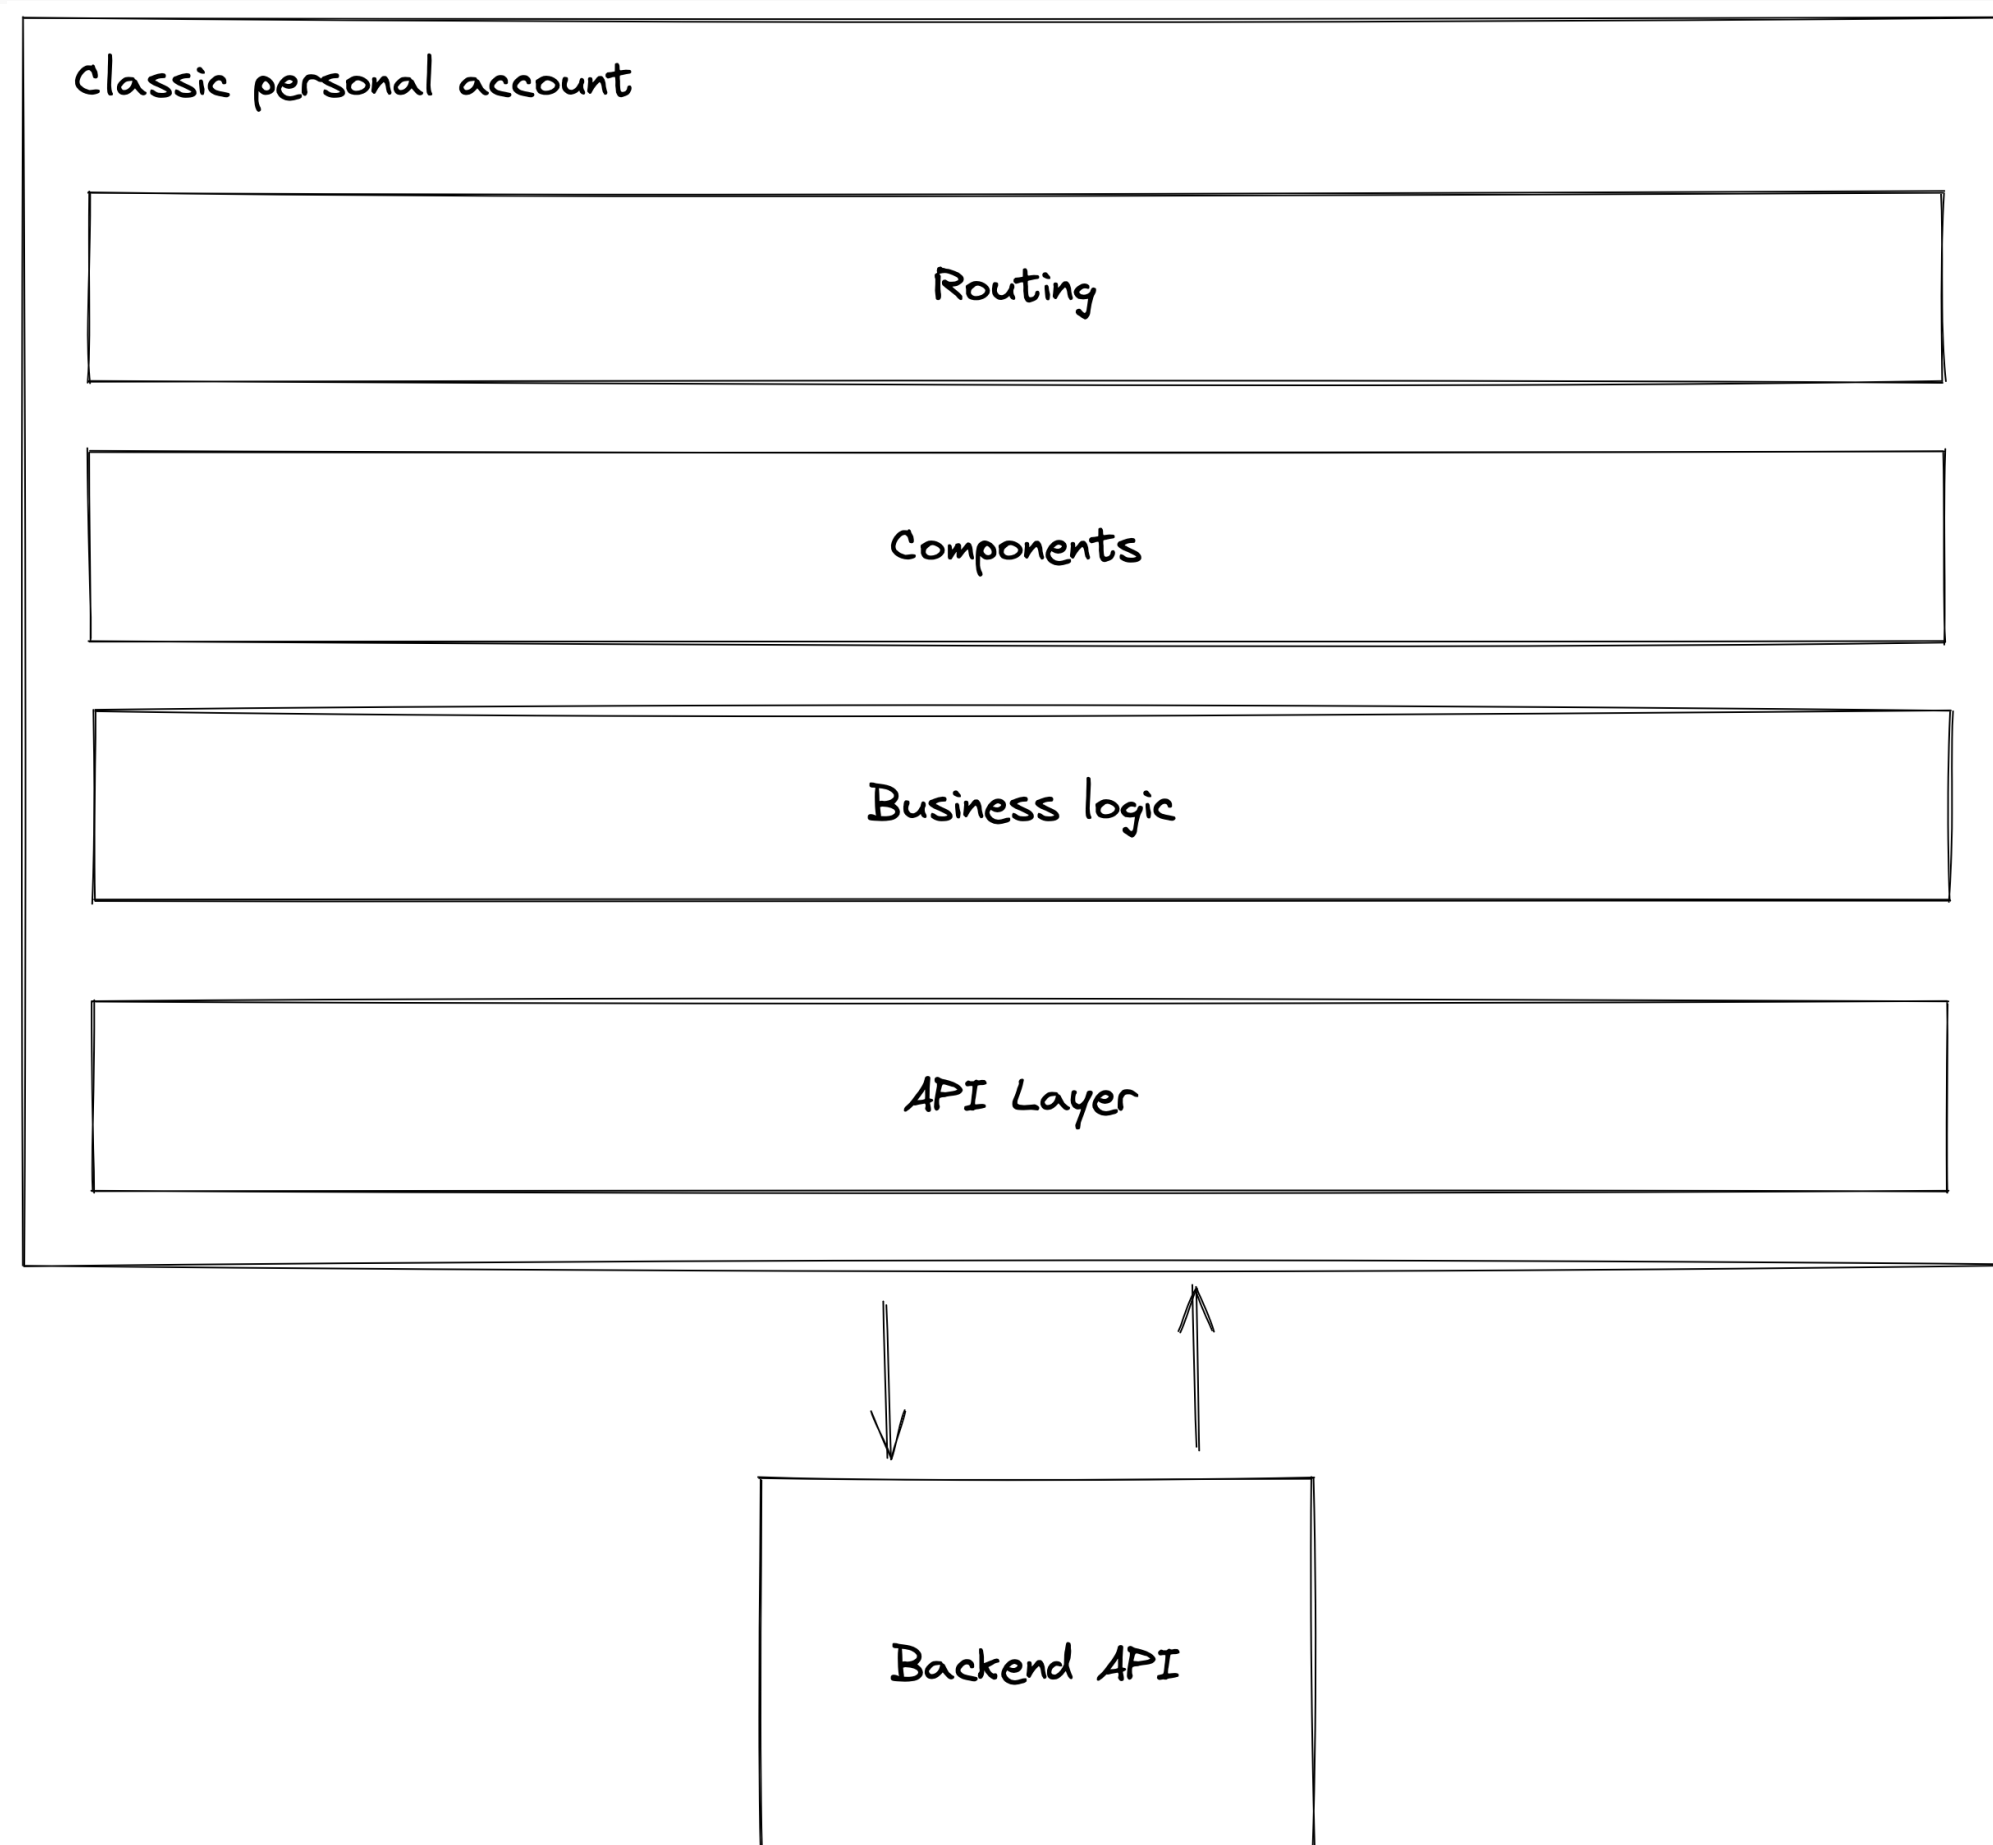 Classic personal account
Routing
Components
Business logic
API Layer
Backend API